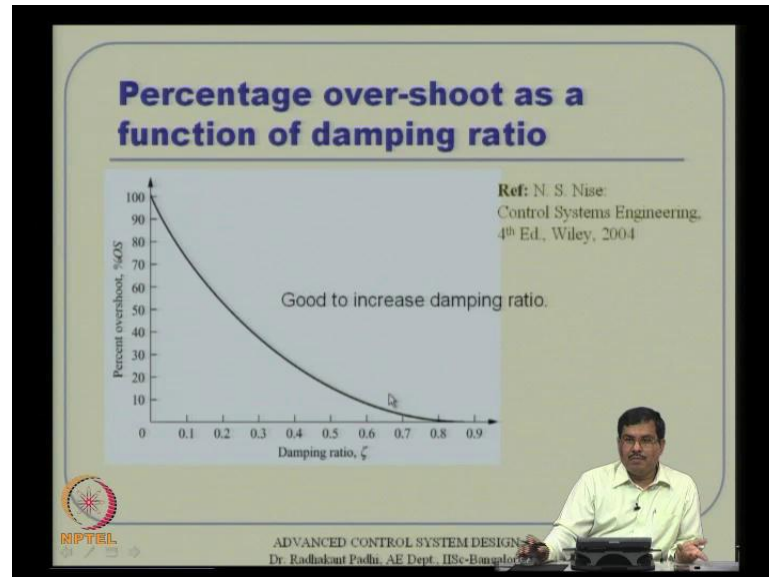 Percentage over-shoot as a
function of damping ratio
Ref: N. S. Nise:
Control Systems Engineering,
4th Ed., Wiley, 2004
Percent overshoot, %OS
100
90
80
70
60
50
40
30
20
10
Good to increase damping ratio.
0 0.1 0.2 0.3 0.4 0.5 0.6 0.7 0.8 0.9
Damping ratio, ζ
NPTEL
ADVANCED CONTROL SYSTEM DESIGN
Dr. Radhakant Padhi, AE Dept., IISc-Bangalore